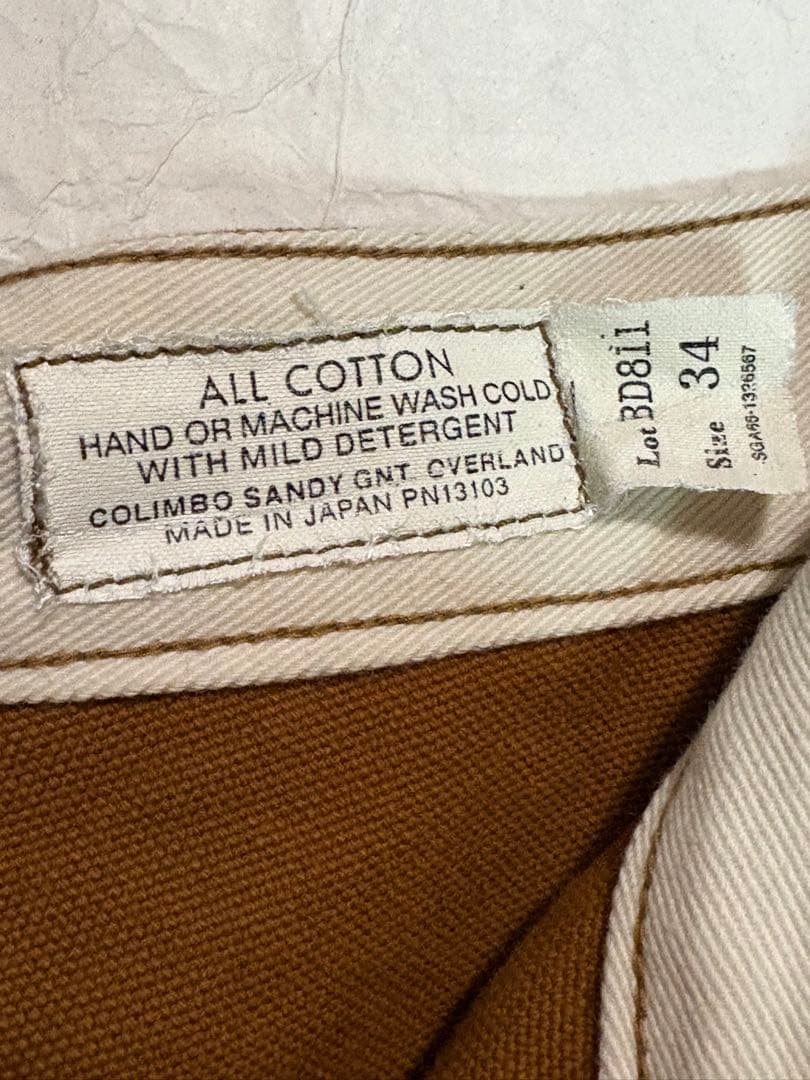 ALL COTTON
HAND OR MACHINE WASH COLD
WITH MILD DETERGENT
COLIMBO SANDY GNT. OVERLAND
MADE IN JAPAN PN13103
Lot BD811
Size 34